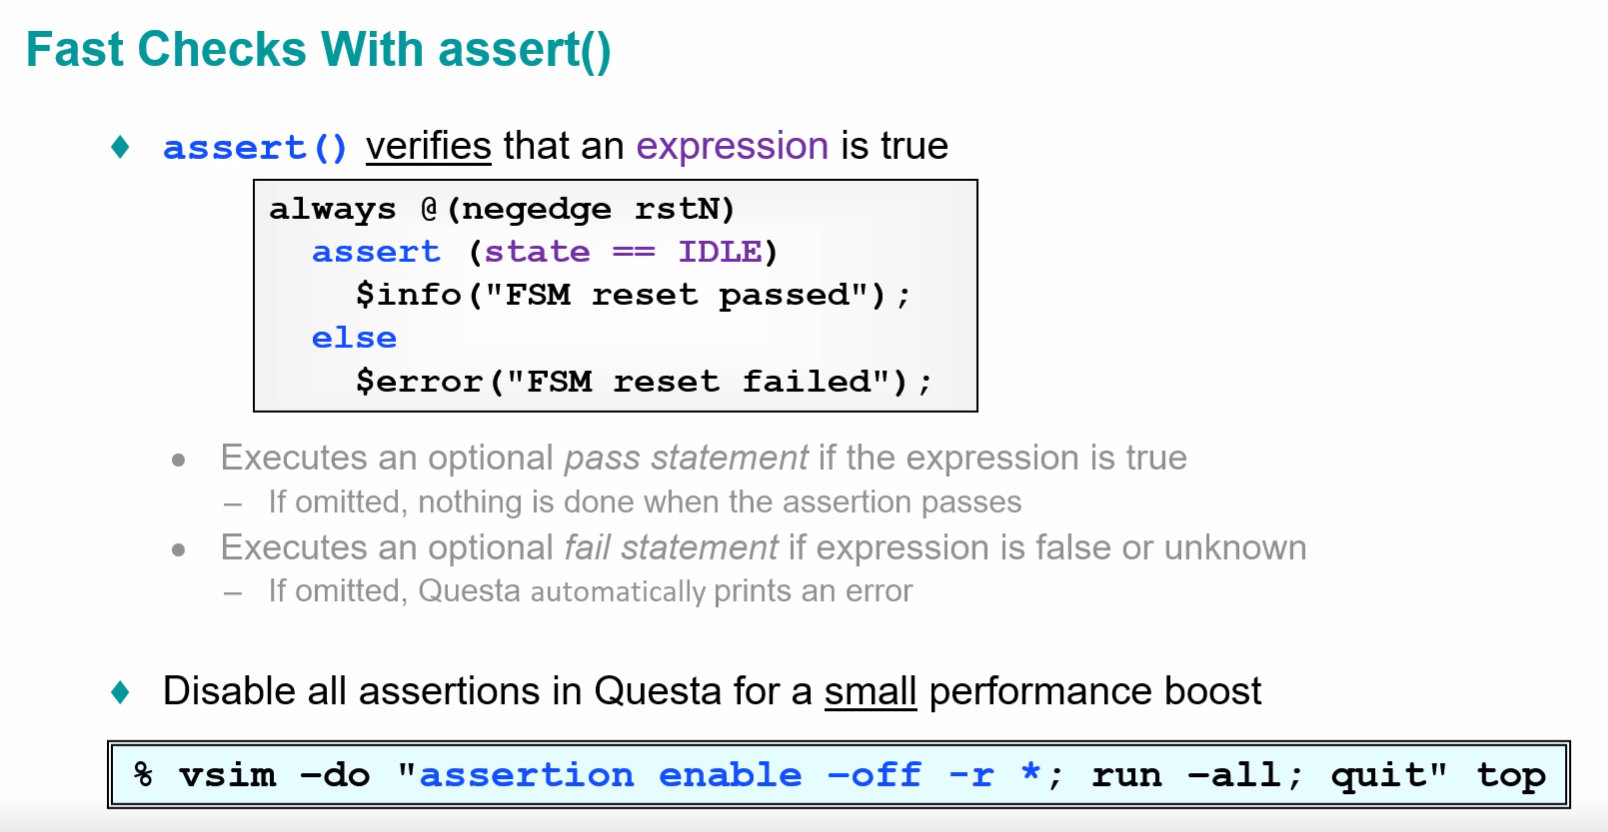 Fast Checks With assert()
♦ assert() verifies that an expression is true
always @(negedge rstN)
assert (state == IDLE)
$info("FSM reset passed");
else
$error("FSM reset failed");
• Executes an optional pass statement if the expression is true
– If omitted, nothing is done when the assertion passes
• Executes an optional fail statement if expression is false or unknown
– If omitted, Questa automatically prints an error
♦ Disable all assertions in Questa for a small performance boost
% vsim –do "assertion enable –off -r *; run –all; quit" top